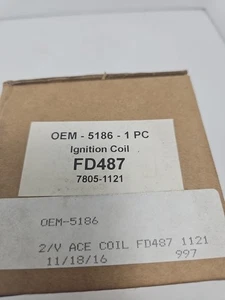 OEM - 5186 - 1 PC
Ignition Coil
FD487
7805-1121
OEM-5186
2/V ACE COIL FD487 1121
11/18/16 997